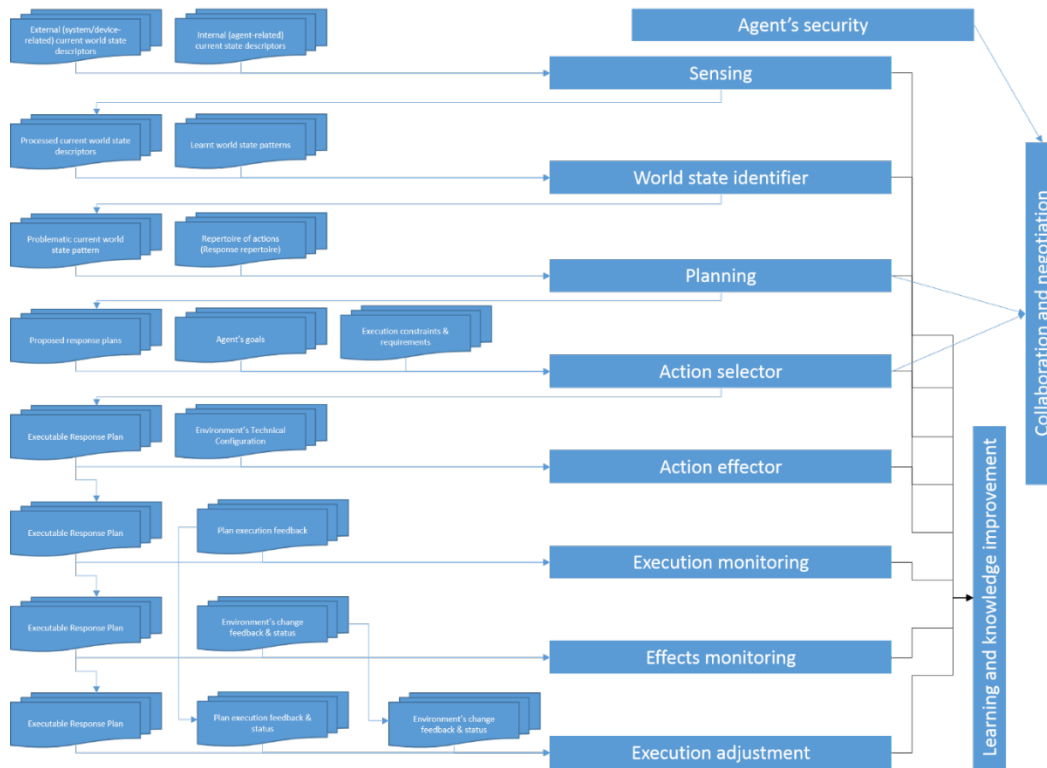 External (system/device-
related) current world state
descriptors
Internal (agent-related)
current state descriptors
Agent's security
Sensing
Processed current world state
descriptors
Learnt world state patterns
World state identifier
Problematic current world
state pattern
Repertoire of actions
(Response repertoire)
Planning
Proposed response plans
Agent's goals
Execution constraints &
requirements
Action selector
Collaboration and negotiation
Executable Response Plan
Environment's Technical
Configuration
Action effector
Executable Response Plan
Plan execution feedback
Execution monitoring
Learning and knowledge improvement
Executable Response Plan
Environment's change
feedback & status
Effects monitoring
Executable Response Plan
Plan execution feedback &
status
Environment's change
feedback & status
Execution adjustment